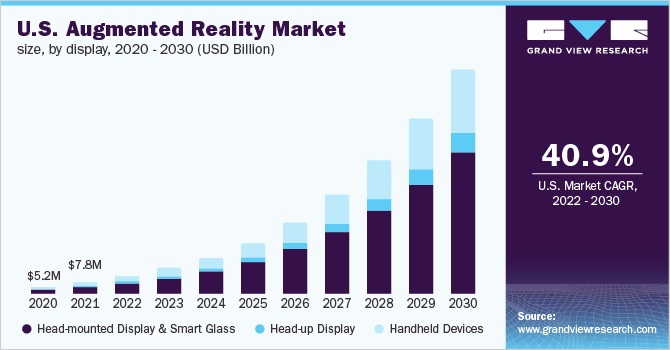 U.S. Augmented Reality Market
size, by display, 2020 - 2030 (USD Billion)
GRAND VIEW RESEARCH
40.9%
U.S. Market CAGR,
2022 - 2030
$5.2M
$7.8M
2020 2021 2022 2023 2024 2025 2026 2027 2028 2029 2030
Head-mounted Display & Smart Glass Head-up Display Handheld Devices
Source:
www.grandviewresearch.com